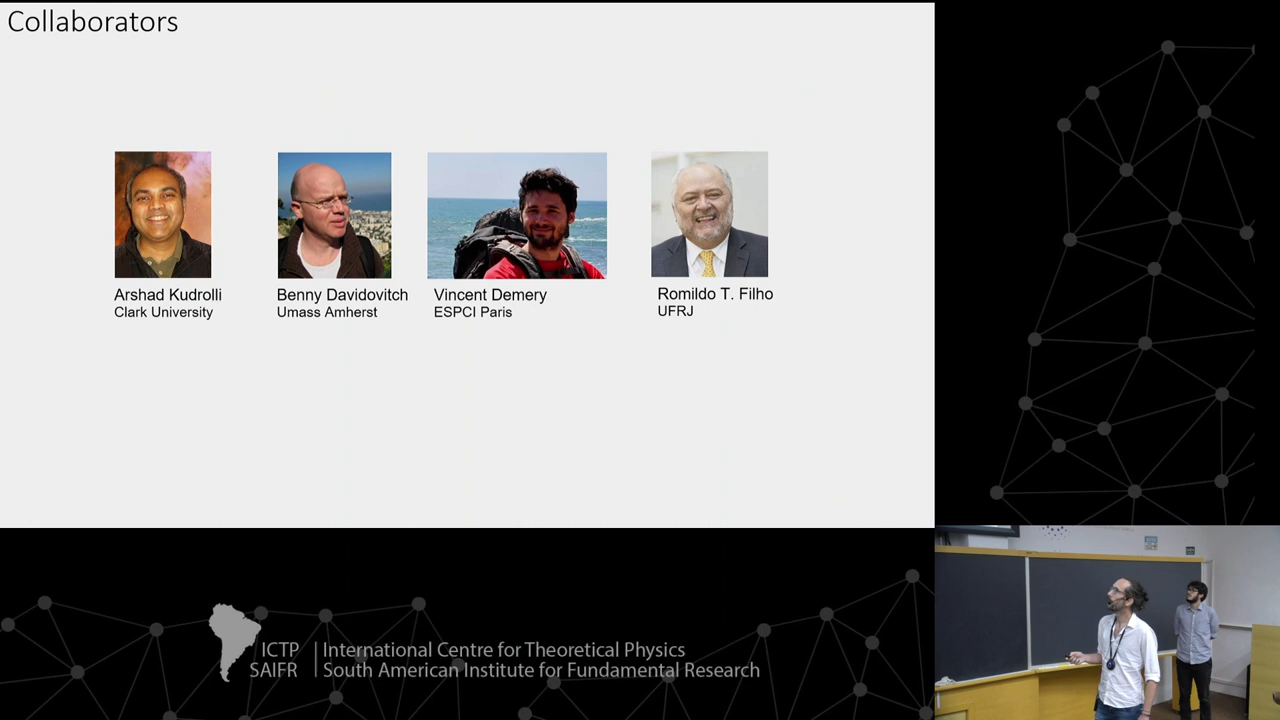 Collaborators
Arshad Kudrolli
Clark University
Benny Davidovitch
Umass Amherst
Vincent Demery
ESPCI Paris
Romildo T. Filho
UFRJ
ICTP
SAIFR
International Centre for Theoretical Physics
South American Institute for Fundamental Research